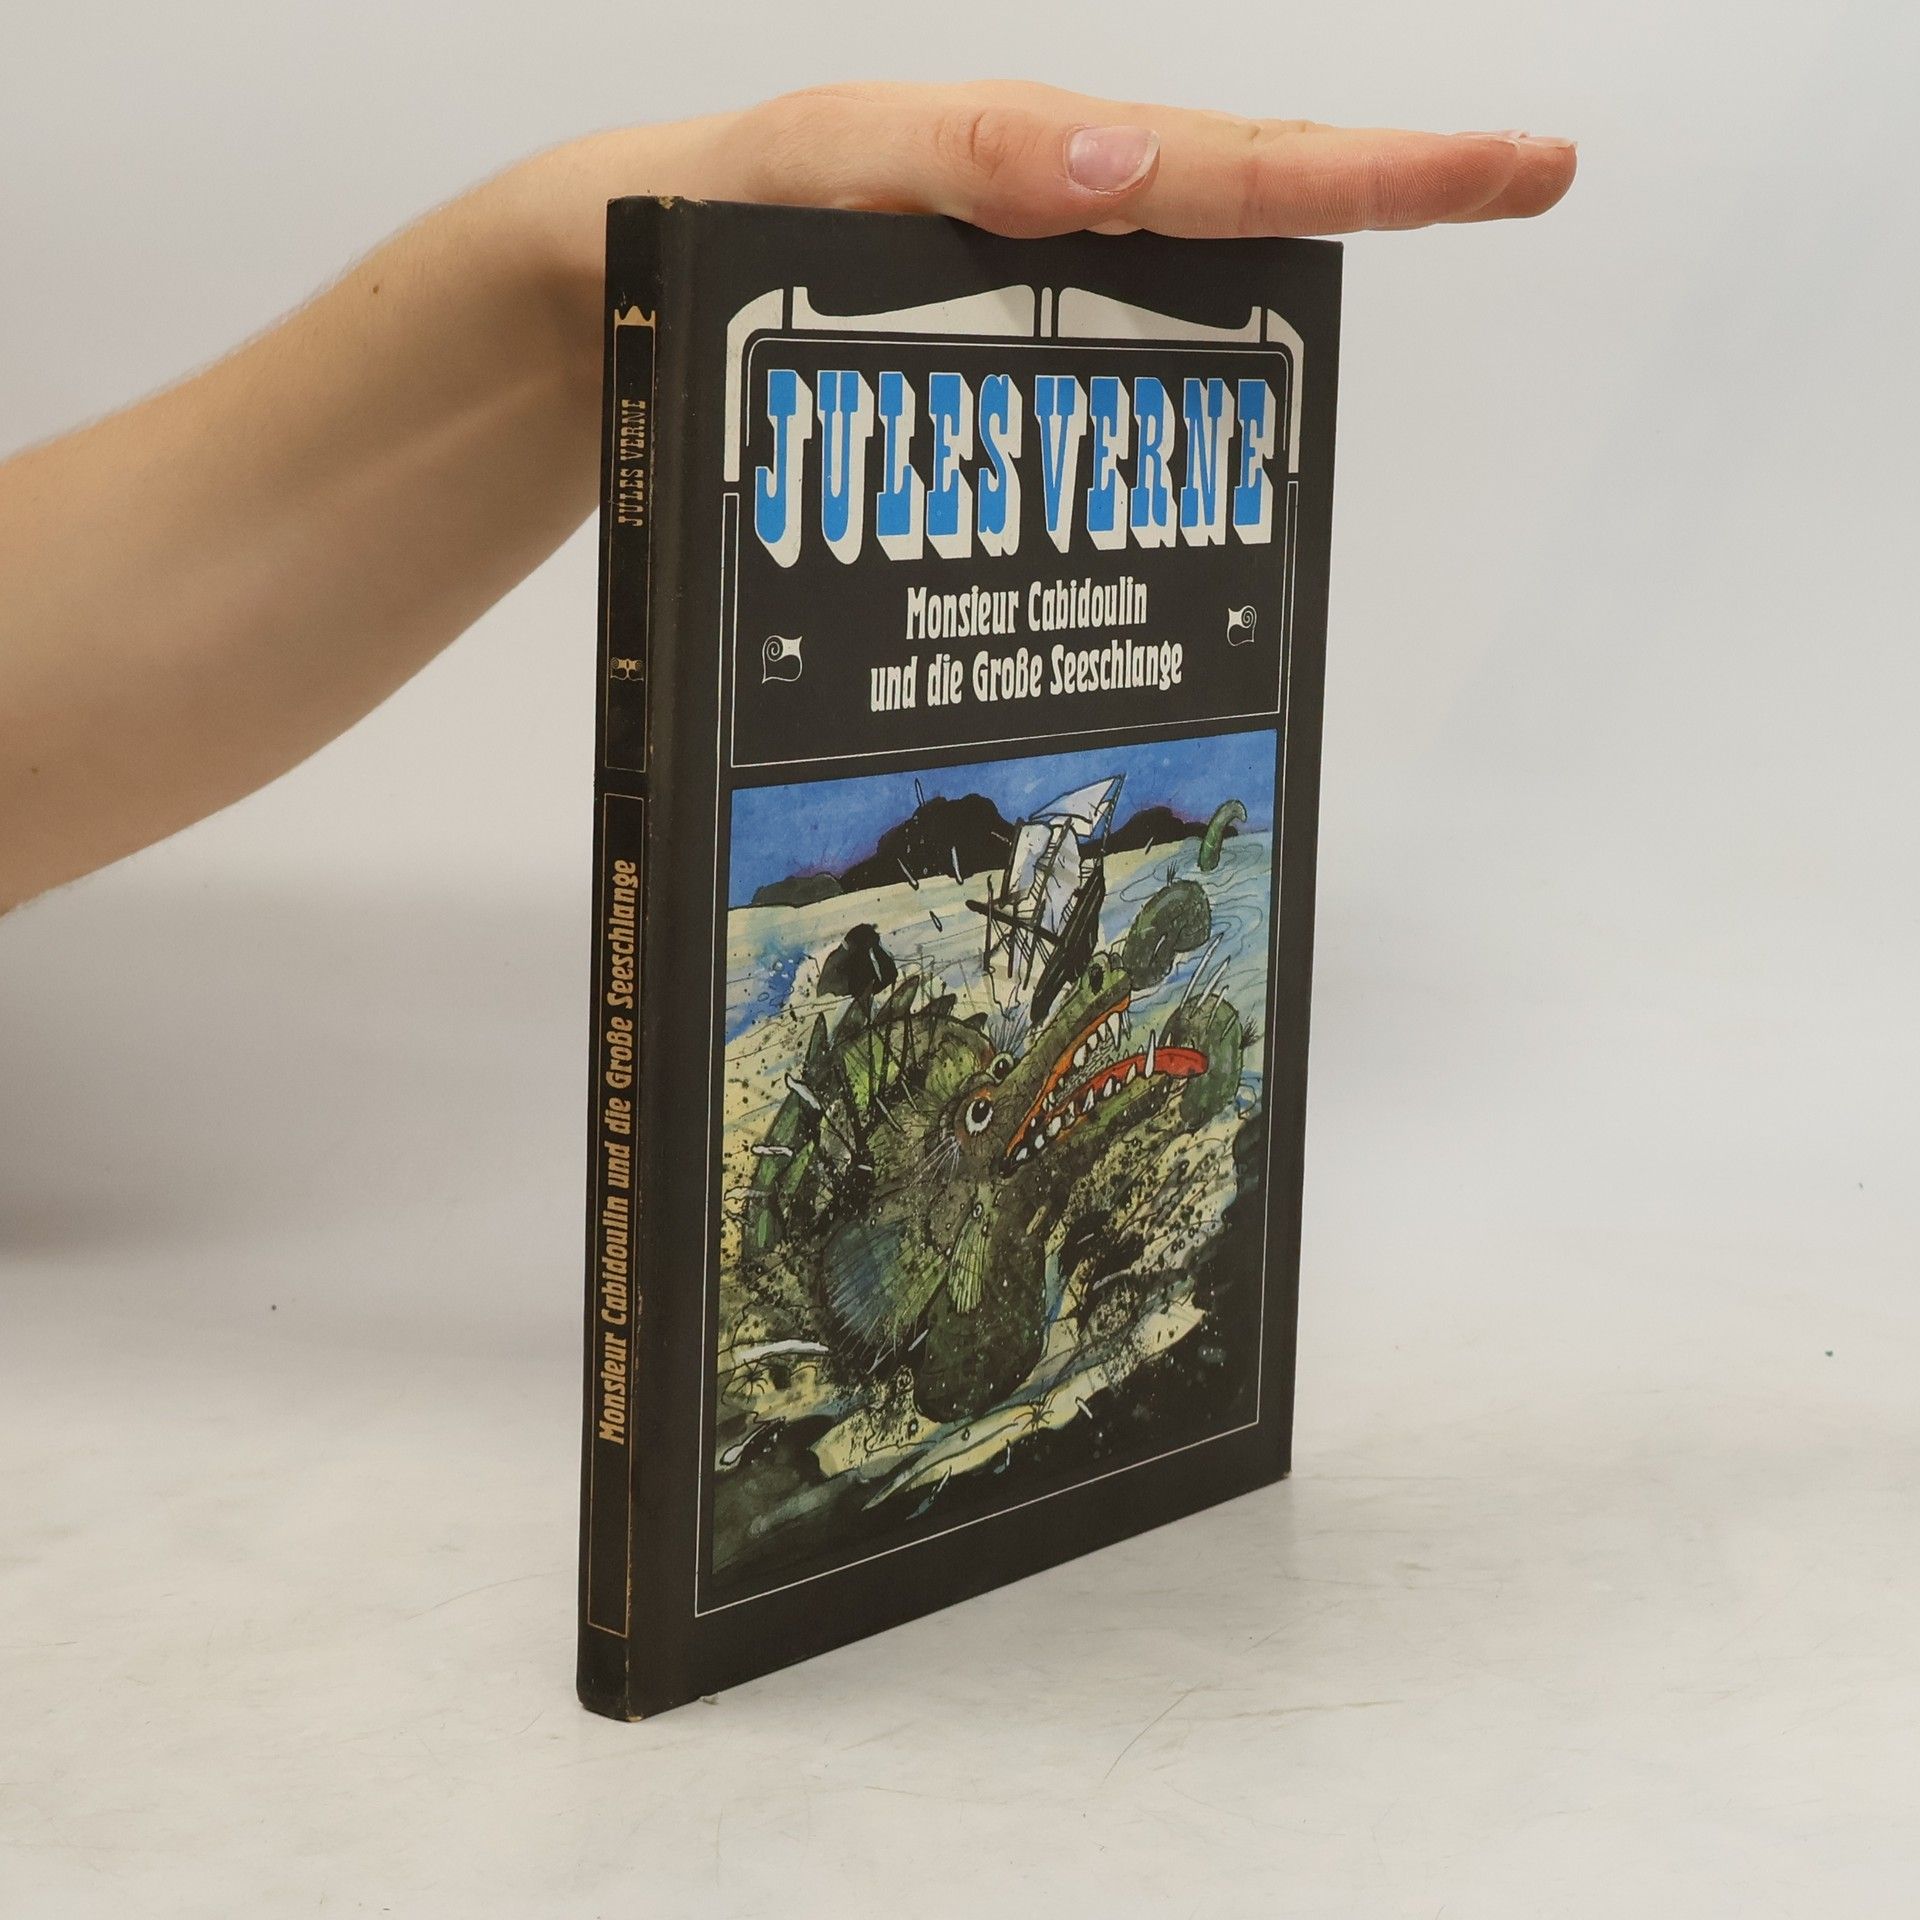 JULES VERNE
Monsieur Cabidoulin
und die Große Seeschlange
JULES VERNE
Monsieur Cabidoulin und die Große Seeschlange